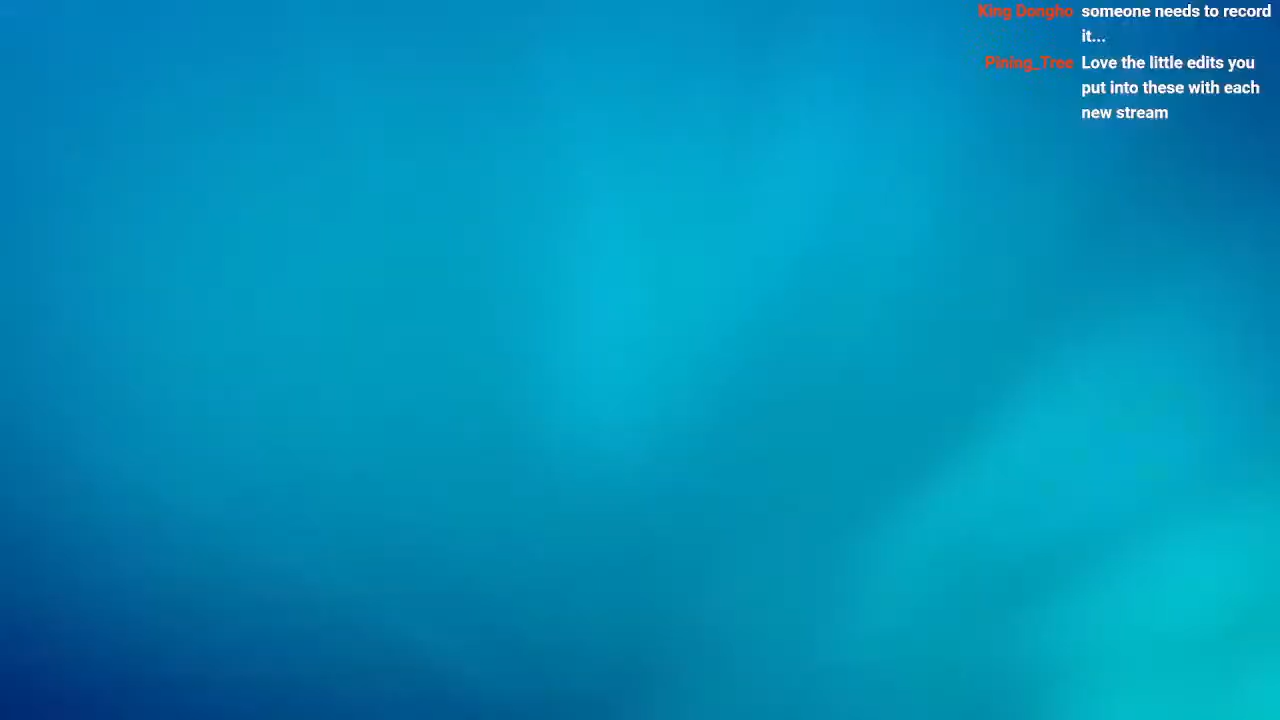 King Dongho someone needs to record
it...
Pining_Tree Love the little edits you
put into these with each
new stream